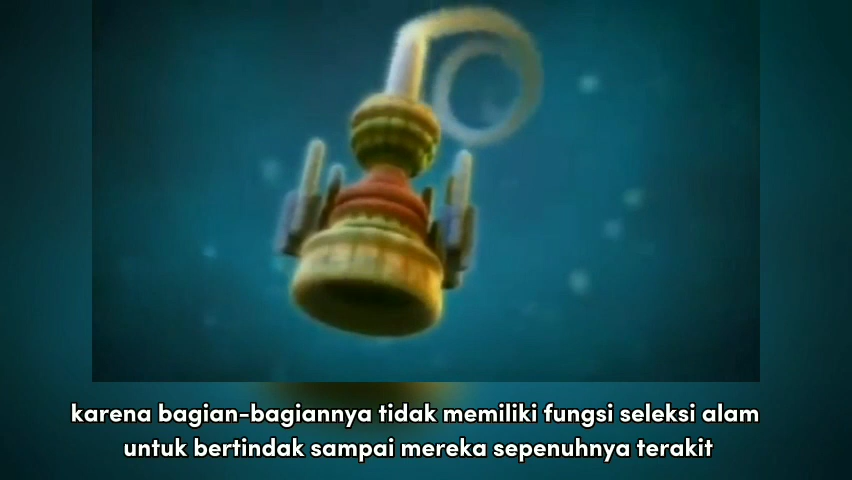 karena bagian-bagiannya tidak memiliki fungsi seleksi alam
untuk bertindak sampai mereka sepenuhnya terakit